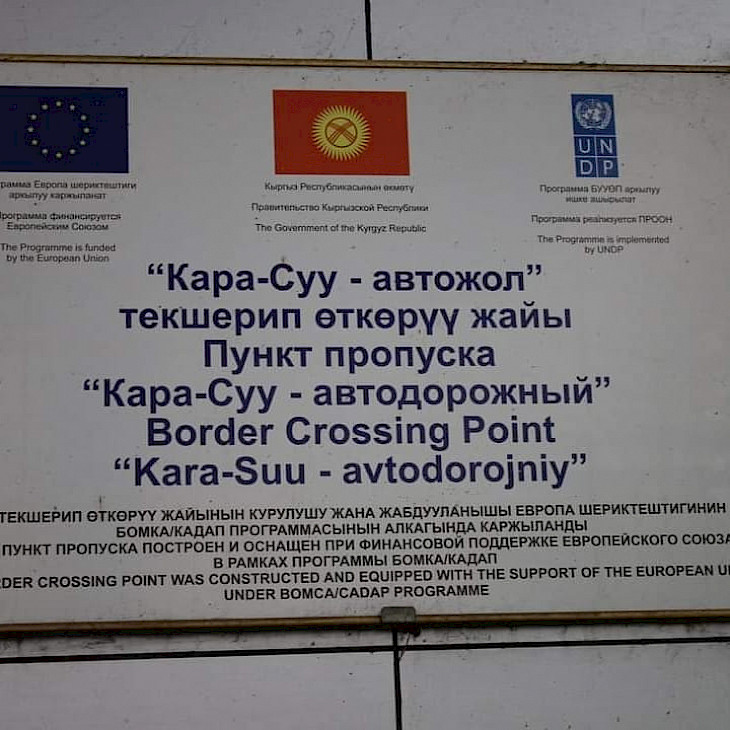 грамма Европа шериктештиги
аркылуу каржыланат
Программа финансируется
Европейским Союзом
The Programme is funded
by the European Union
Кыргыз Республикасынын өкмөтү
Правительство Кыргызской Республики
The Government of the Kyrgyz Republic
UN
DP
Программа БУУӨП аркылуу
ишке ашырылат
Программа реализуется ПРООН
The Programme is implemented
by UNDP
“Кара-Суу - автожол”
текшерип өткөрүү жайы
Пункт пропуска
“Кара-Суу - автодорожный”
Border Crossing Point
“Kara-Suu - avtodorojniy”
ТЕКШЕРИП ӨТКӨРҮҮ ЖАЙЫНЫН КУРУЛУШУ ЖАНА ЖАБДУУЛАНЫШЫ ЕВРОПА ШЕРИКТЕШТИГИНИН
БОМКА/КАДАП ПРОГРАММАСЫНЫН АЛКАГЫНДА КАРЖЫЛАНДЫ
ПУНКТ ПРОПУСКА ПОСТРОЕН И ОСНАЩЕН ПРИ ФИНАНСОВОЙ ПОДДЕРЖКЕ ЕВРОПЕЙСКОГО СОЮЗА
В РАМКАХ ПРОГРАММЫ БОМКА/КАДАП
RDER CROSSING POINT WAS CONSTRUCTED AND EQUIPPED WITH THE SUPPORT OF THE EUROPEAN U
UNDER BOMCA/CADAP PROGRAMME